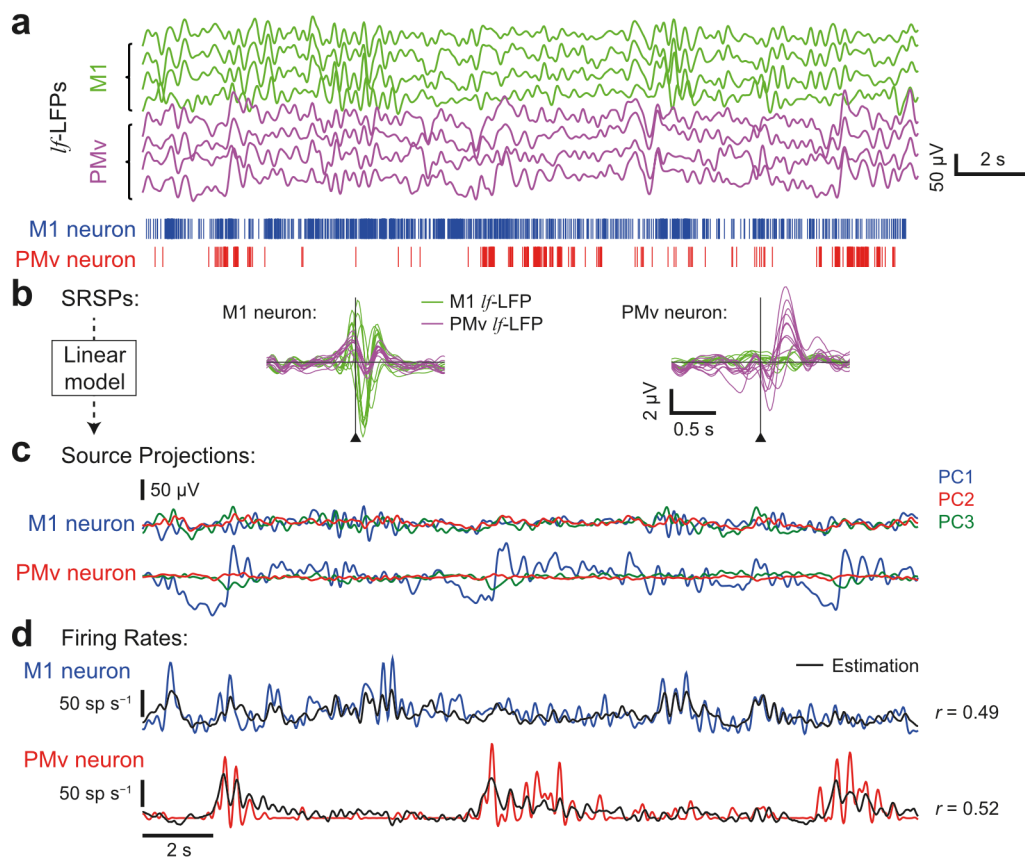 a
lf-LFPs
M1
PMv
50 µV
2 s
M1 neuron
PMv neuron
b
SRSPs:
Linear
model
M1 neuron:
M1 lf-LFP
PMv lf-LFP
PMv neuron:
2 µV
0.5 s
c
Source Projections:
50 µV
PC1
PC2
PC3
M1 neuron
PMv neuron
d
Firing Rates:
M1 neuron
Estimation
50 sp s⁻¹
r = 0.49
PMv neuron
50 sp s⁻¹
r = 0.52
2 s